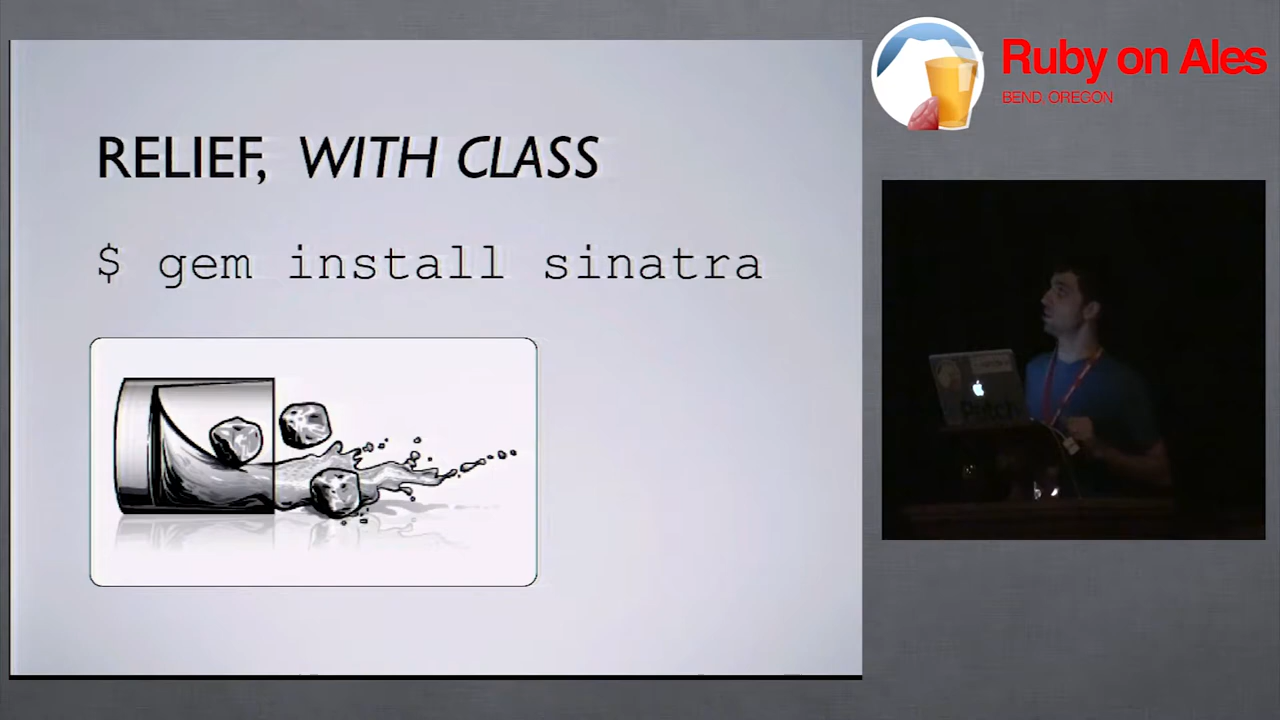 RELIEF, WITH CLASS
$ gem install sinatra
Ruby on Ales
BEND, OREGON